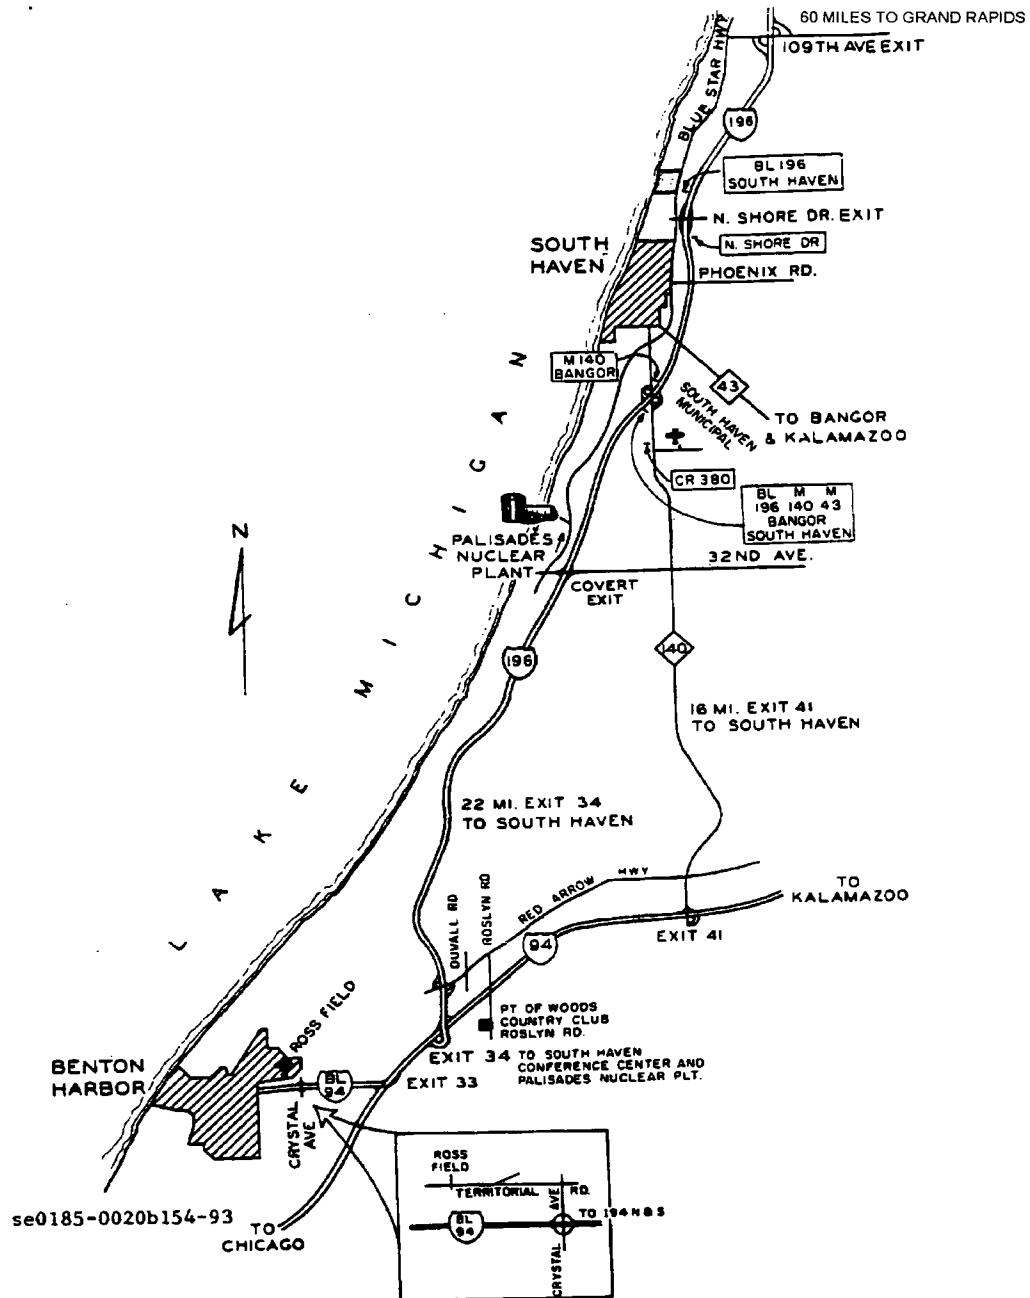 60 MILES TO GRAND RAPIDS
109TH AVE EXIT
BLUE STAR HWY
196
BL 196
SOUTH HAVEN
N. SHORE DR. EXIT
N. SHORE DR
SOUTH
HAVEN
PHOENIX RD.
M 140
BANGOR
43
SOUTH HAVEN
MUNICIPAL
TO BANGOR
& KALAMAZOO
CR 380
BL M M
196 140 43
BANGOR
SOUTH HAVEN
PALISADES
NUCLEAR
PLANT
32ND AVE.
COVERT
EXIT
N
LAKE MICHIGAN
196
140
16 MI. EXIT 41
TO SOUTH HAVEN
22 MI. EXIT 34
TO SOUTH HAVEN
DUVALL RD
ROSLYN RD
RED ARROW HWY
TO
KALAMAZOO
EXIT 41
94
PT OF WOODS
COUNTRY CLUB
ROSLYN RD.
ROSS FIELD
EXIT 34 TO SOUTH HAVEN
CONFERENCE CENTER AND
PALISADES NUCLEAR PLT.
BENTON
HARBOR
EXIT 33
BL
94
CRYSTAL
AVE
ROSS
FIELD
TERRITORIAL RD.
BL
94
CRYSTAL AVE
TO 194 N & S
se0185-0020b154-93
TO
CHICAGO